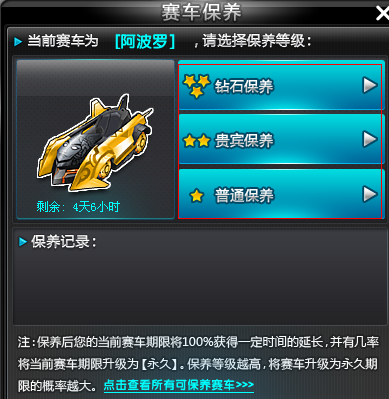 赛车保养
当前赛车为 [阿波罗] ,请选择保养等级：
钻石保养
贵宾保养
普通保养
剩余：4天6小时
保养记录：
注：保养后您的当前赛车期限将100%获得一定时间的延长，并有几率
将当前赛车期限升级为【永久】。保养等级越高，将赛车升级为永久期
限的概率越大。点击查看所有可保养赛车>>>